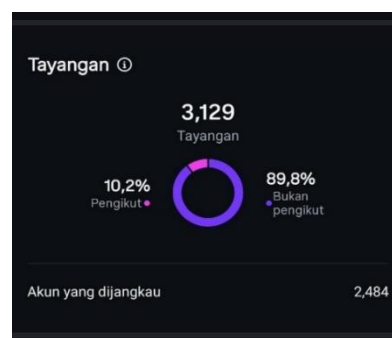 Tayangan
3,129
Tayangan
10,2%
Pengikut
89,8%
Bukan
pengikut
Akun yang dijangkau 2,484